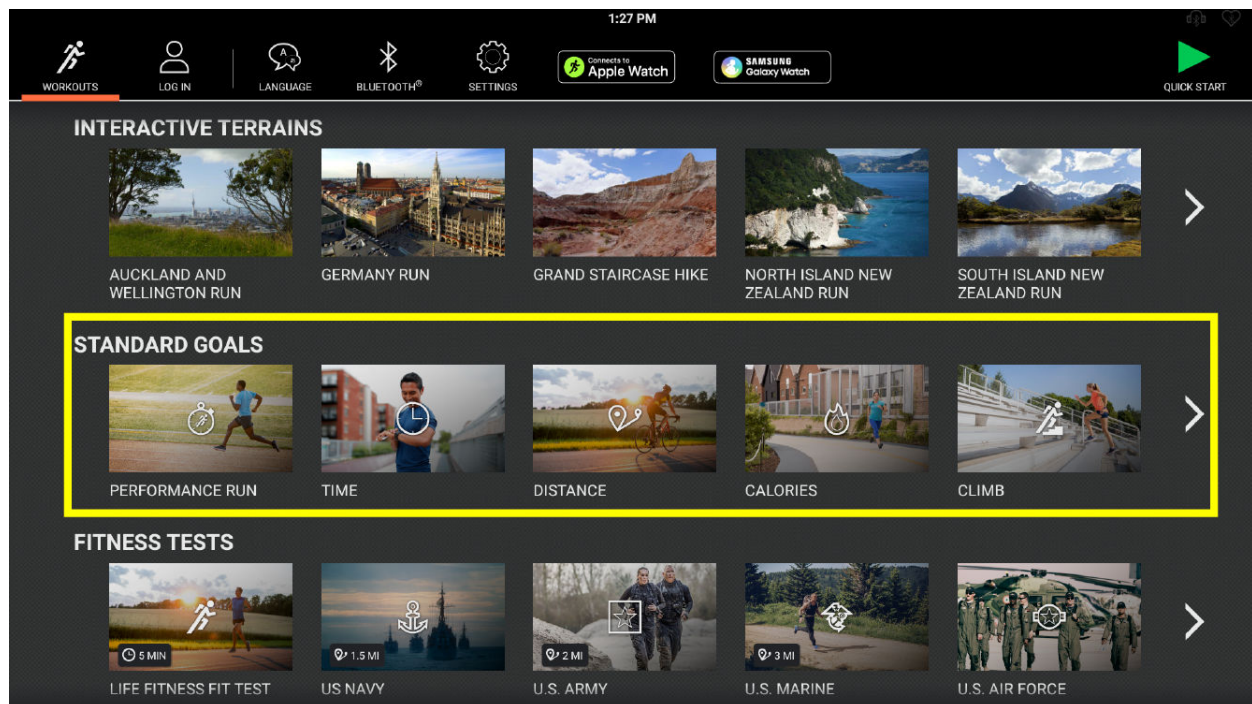 1:27 PM
WORKOUTS
LOG IN
LANGUAGE
BLUETOOTH®
SETTINGS
Connects to
Apple Watch
SAMSUNG
Galaxy Watch
QUICK START
INTERACTIVE TERRAINS
AUCKLAND AND
WELLINGTON RUN
GERMANY RUN
GRAND STAIRCASE HIKE
NORTH ISLAND NEW
ZEALAND RUN
SOUTH ISLAND NEW
ZEALAND RUN
STANDARD GOALS
PERFORMANCE RUN
TIME
DISTANCE
CALORIES
CLIMB
FITNESS TESTS
5 MIN
1.5 MI
2 MI
3 MI
LIFE FITNESS FIT TEST
US NAVY
U.S. ARMY
U.S. MARINE
U.S. AIR FORCE